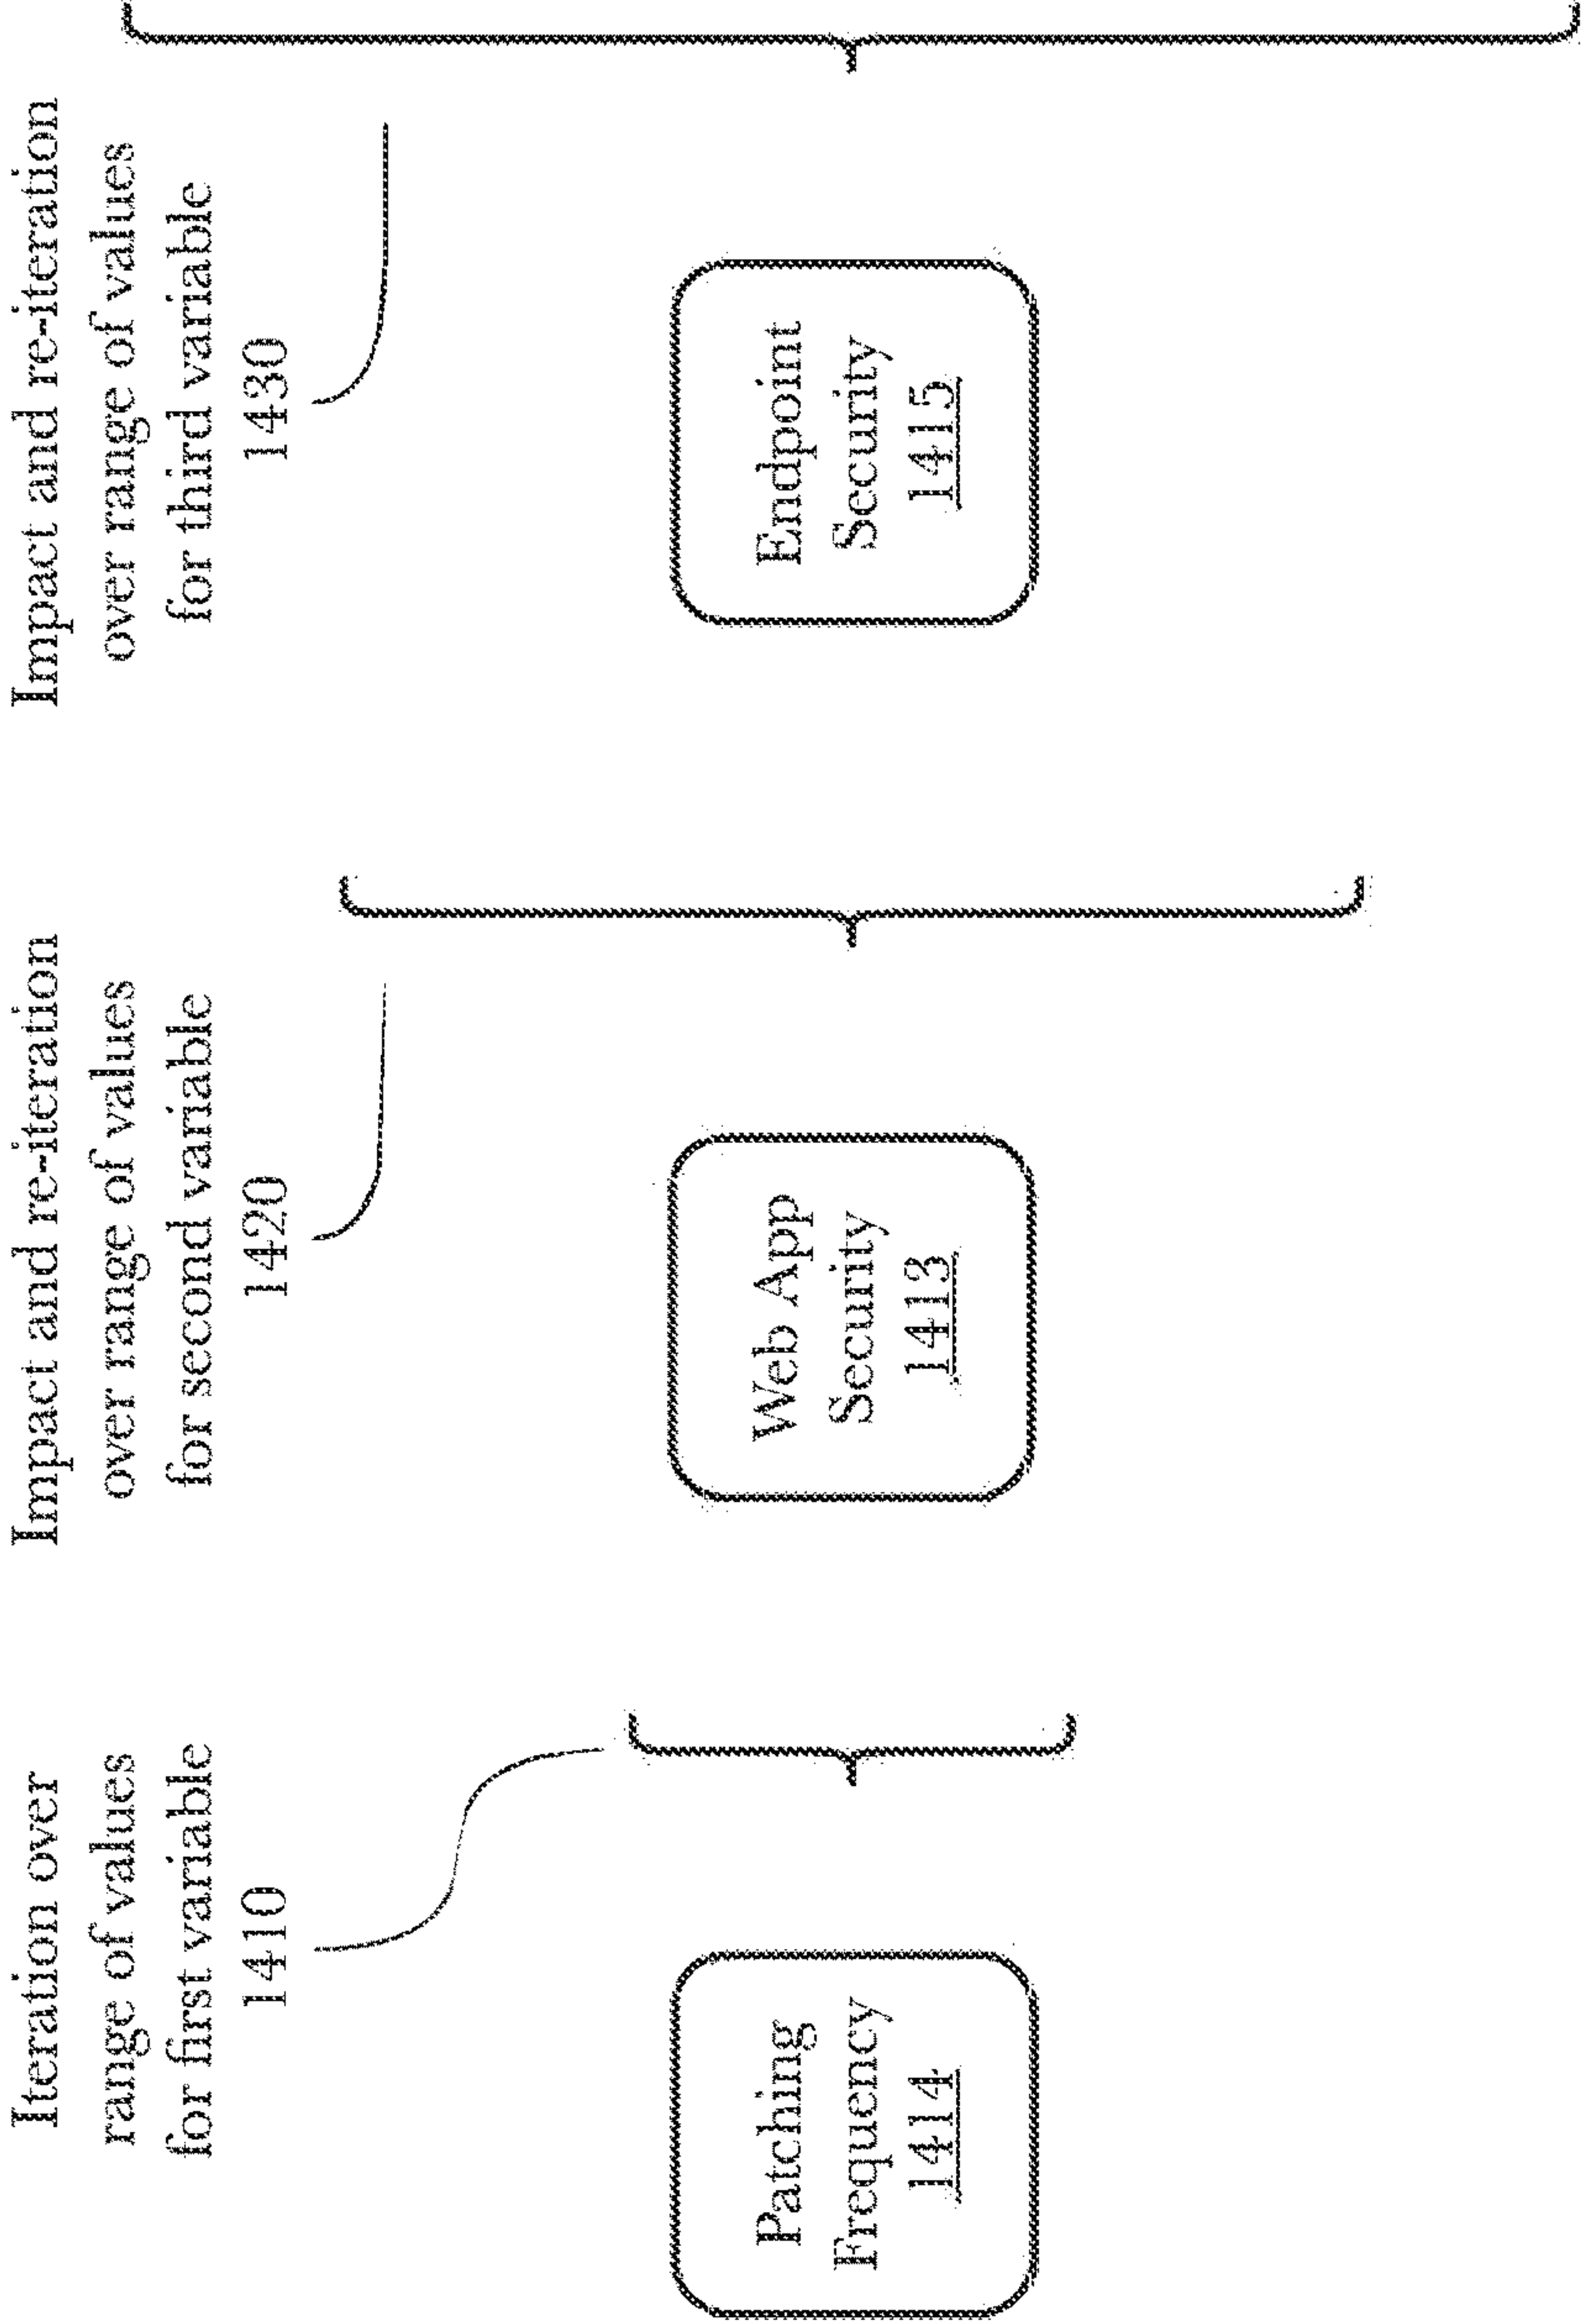 Iteration over
range of values
for first variable
1410
Impact and re-iteration
over range of values
for second variable
1420
Impact and re-iteration
over range of values
for third variable
1430
Patching
Frequency
1414
Web App
Security
1413
Endpoint
Security
1415